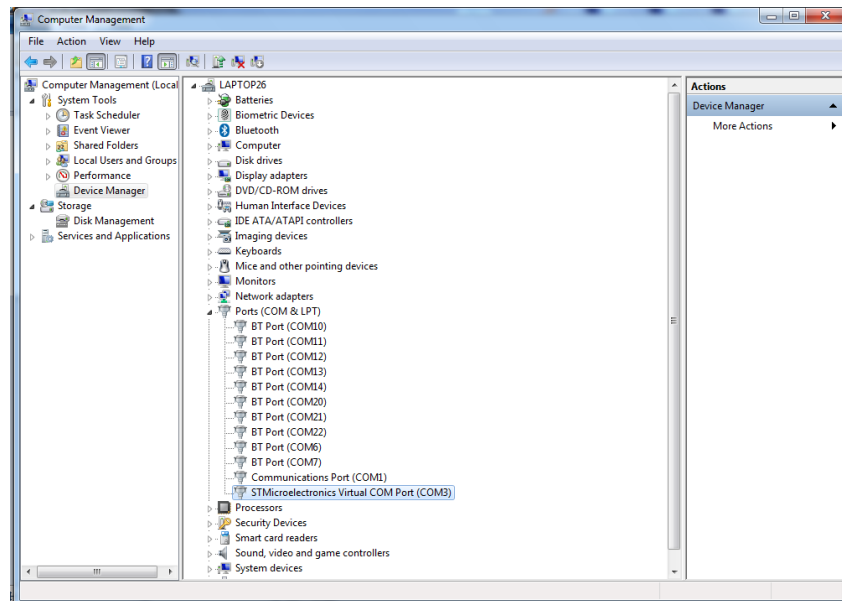 Computer Management
File Action View Help
Computer Management (Local
System Tools
Task Scheduler
Event Viewer
Shared Folders
Local Users and Groups
Performance
Device Manager
Storage
Disk Management
Services and Applications
LAPTOP26
Batteries
Biometric Devices
Bluetooth
Computer
Disk drives
Display adapters
DVD/CD-ROM drives
Human Interface Devices
IDE ATA/ATAPI controllers
Imaging devices
Keyboards
Mice and other pointing devices
Monitors
Network adapters
Ports (COM & LPT)
BT Port (COM10)
BT Port (COM11)
BT Port (COM12)
BT Port (COM13)
BT Port (COM14)
BT Port (COM20)
BT Port (COM21)
BT Port (COM22)
BT Port (COM6)
BT Port (COM7)
Communications Port (COM1)
STMicroelectronics Virtual COM Port (COM3)
Processors
Security Devices
Smart card readers
Sound, video and game controllers
System devices
Actions
Device Manager
More Actions